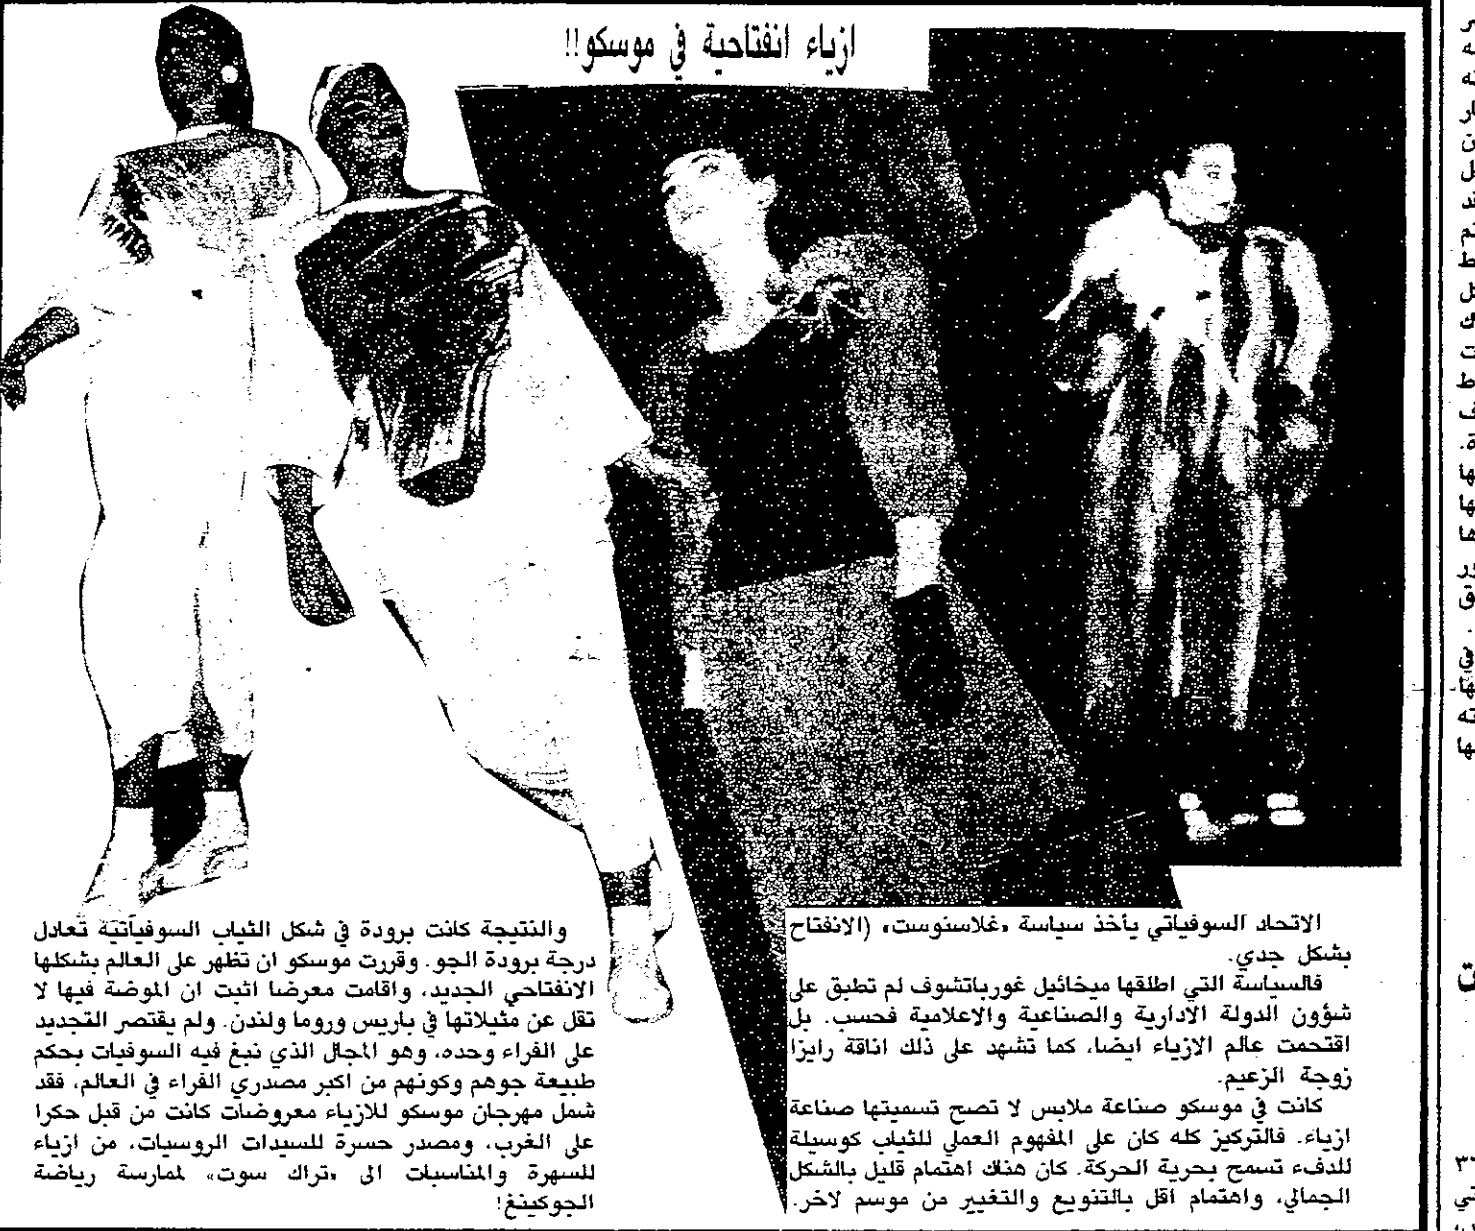 ازياء انفتاحية في موسكو!!
الاتحاد السوفياتي يأخذ سياسة «غلاسنوست» (الانفتاح
بشكل جدي.
فالسياسة التي اطلقها ميخائيل غورباتشوف لم تطبق على
شؤون الدولة الادارية والصناعية والاعلامية فحسب. بل
اقتحمت عالم الازياء ايضا، كما تشهد على ذلك اناقة رايزا
زوجة الزعيم.
كانت في موسكو صناعة ملابس لا تصح تسميتها صناعة
ازياء. فالتركيز كله كان على المفهوم العملي للثياب كوسيلة
للدفء تسمح بحرية الحركة. كان هناك اهتمام قليل بالشكل
الجمالي، واهتمام اقل بالتنويع والتغيير من موسم لاخر.
والنتيجة كانت برودة في شكل الثياب السوفيأتية تعادل
درجة برودة الجو. وقررت موسكو ان تظهر على العالم بشكلها
الانفتاحي الجديد، واقامت معرضا اثبت ان الموضة فيها لا
تقل عن مثيلاتها في باريس وروما ولندن. ولم يقتصر التجديد
على الفراء وحده، وهو المجال الذي نبغ فيه السوفيات بحكم
طبيعة جوهم وكونهم من اكبر مصدري الفراء في العالم، فقد
شمل مهرجان موسكو للازياء معروضات كانت من قبل حكرا
على الغرب، ومصدر حسرة للسيدات الروسيات، من ازياء
للسهرة والمناسبات الى «تراك سوت» لممارسة رياضة
الجوكينغ!